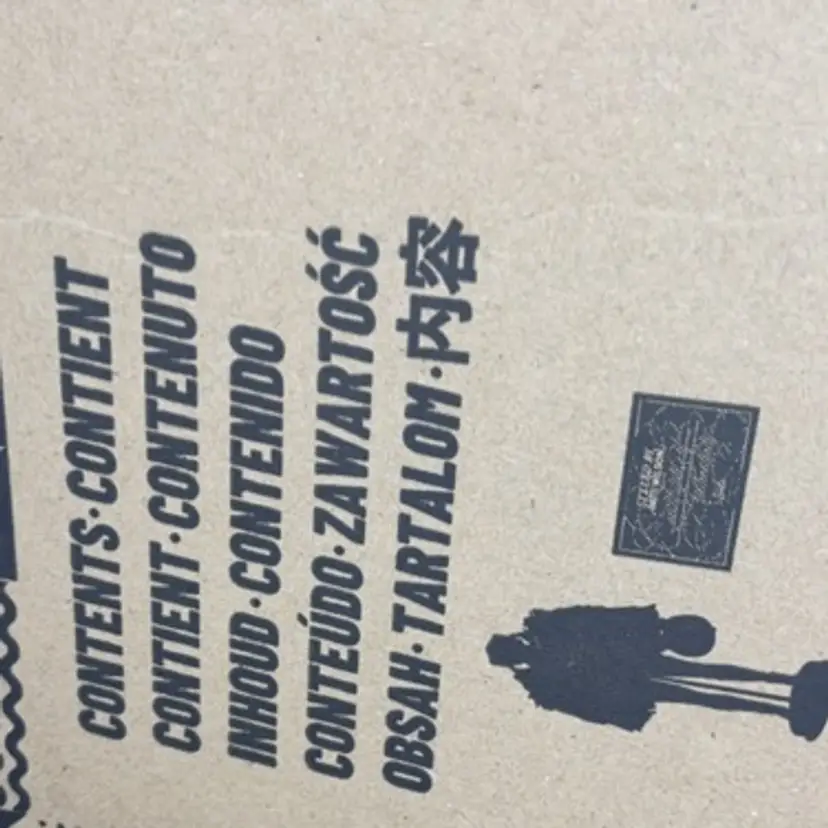 CONTENTS·CONTIENT
CONTIENT·CONTENUTO
INHOUD·CONTENIDO
CONTEÚDO·ZAWARTOŚĆ
OBSAH·TARTALOM·内容